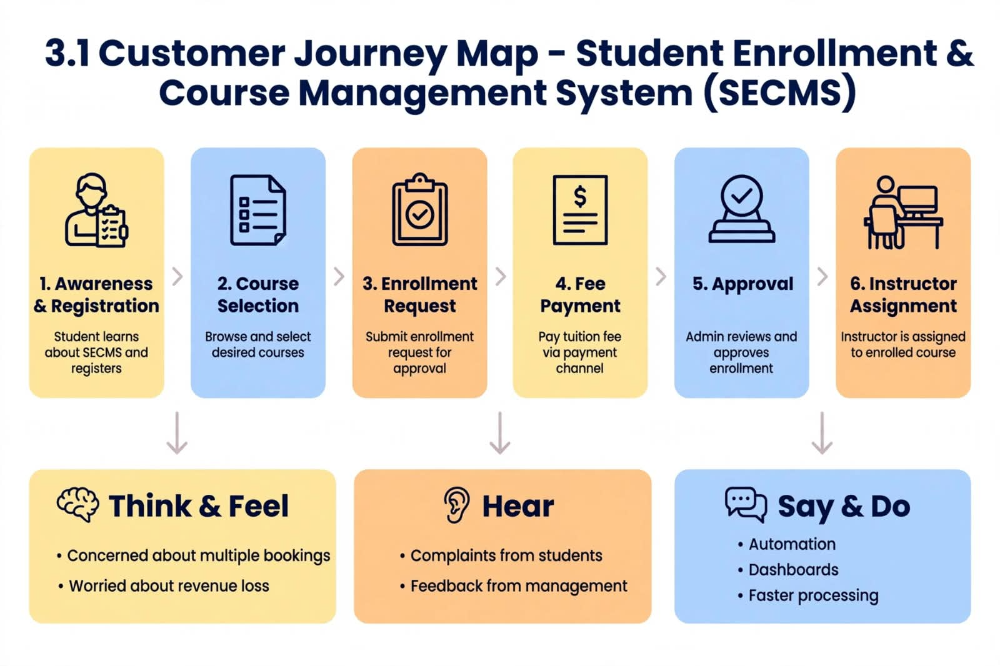 3.1 Customer Journey Map – Student Enrollment &
Course Management System (SECMS)
1. Awareness
& Registration
Student learns
about SECMS and
registers
2. Course
Selection
Browse and select
desired courses
3. Enrollment
Request
Submit enrollment
request for
approval
$
4. Fee
Payment
Pay tuition fee
via payment
channel
5. Approval
Admin reviews and
approves
enrollment
6. Instructor
Assignment
Instructor is assigned
to enrolled course
Think & Feel
• Concerned about multiple bookings
• Worried about revenue loss
Hear
• Complaints from students
• Feedback from management
Say & Do
• Automation
• Dashboards
• Faster processing